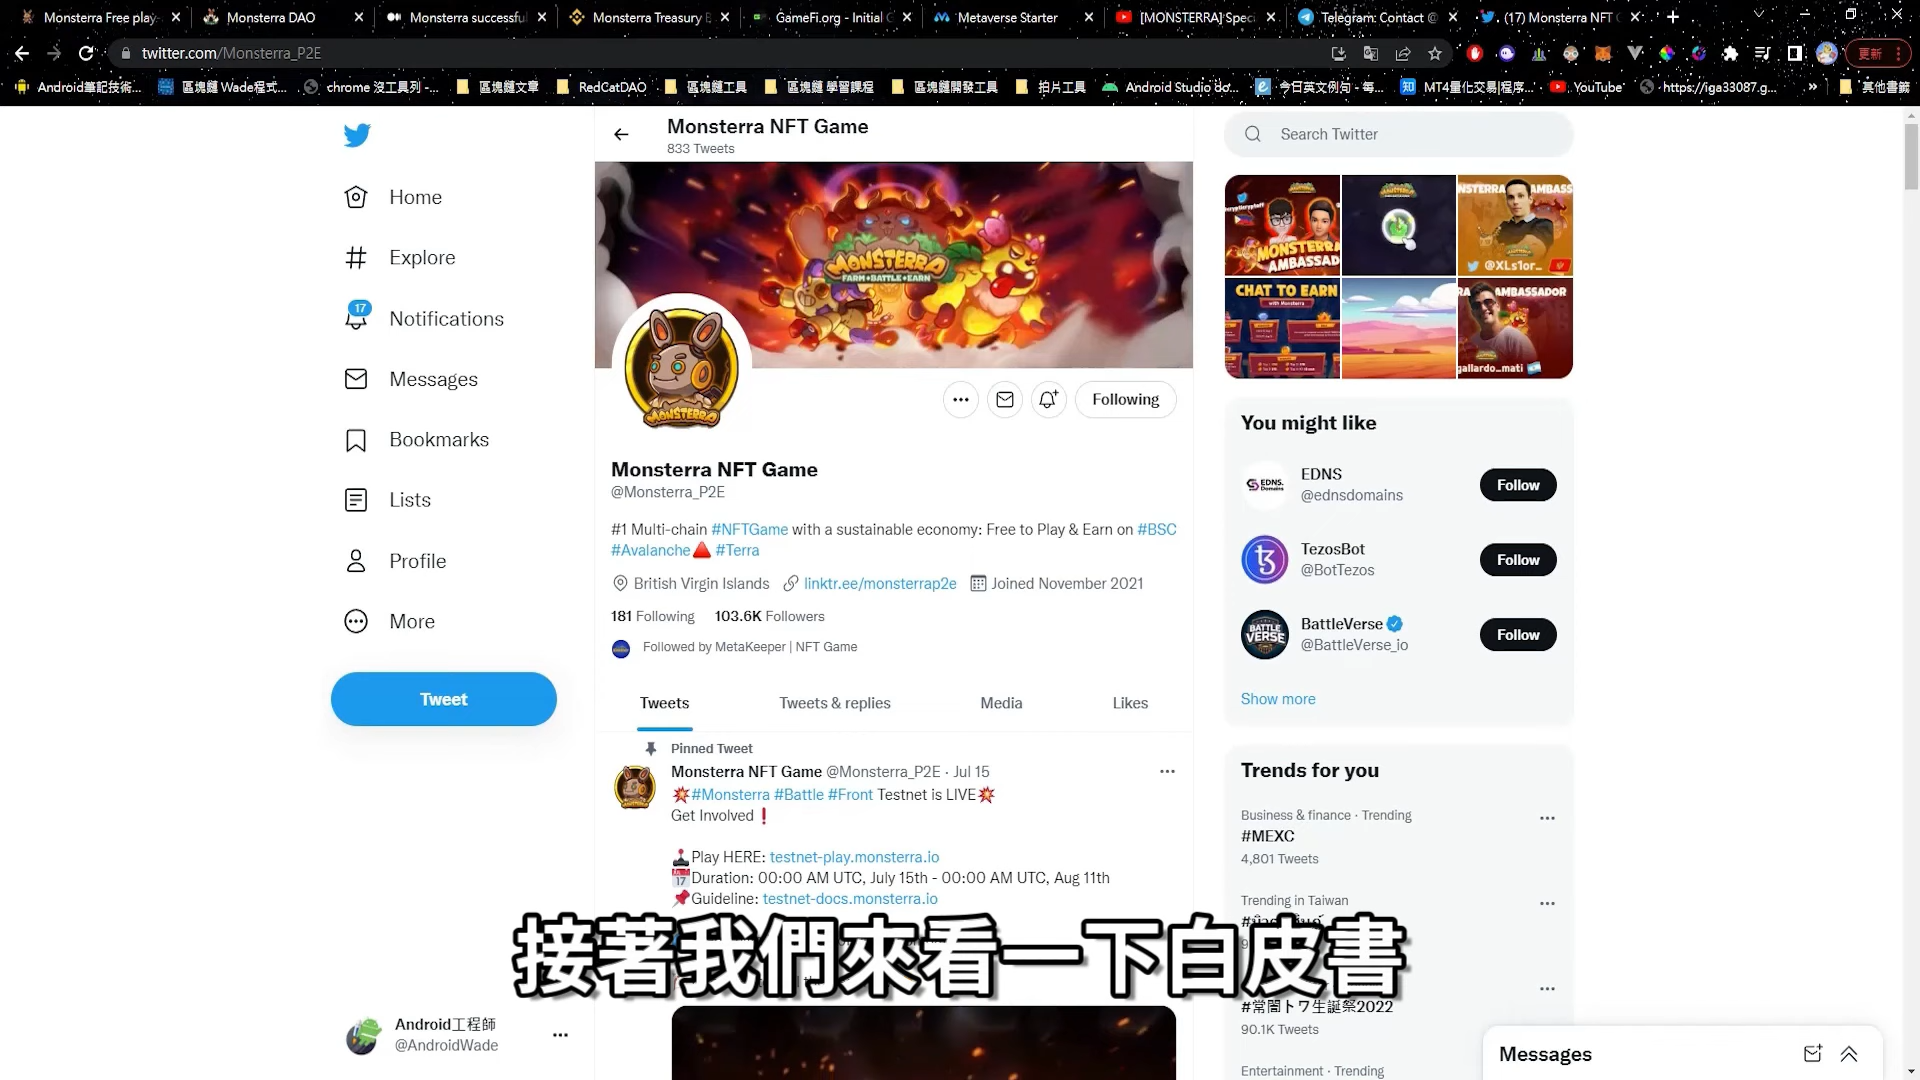 Monsterra Free play-
Monsterra DAO
Monsterra successful
Monsterra Treasury B
GameFi.org - Initial G
Metaverse Starter
[MONSTERRA] Spec
Telegram: Contact @
(17) Monsterra NFT G
twitter.com/Monsterra_P2E
更新
Android筆記技術...
區塊鏈 Wade程式...
chrome 沒工具列 -...
區塊鏈文章
RedCatDAO
區塊鏈工具
區塊鏈 學習課程
區塊鏈開發工具
拍片工具
Android Studio do...
今日英文例句 - 每...
MT4量化交易|程序...
YouTube
https://iga33087.g...
»
其他書籤
Monsterra NFT Game
833 Tweets
Search Twitter
Home
Explore
17
Notifications
Messages
Bookmarks
Lists
Profile
More
Tweet
MONSTERRA
FARM+BATTLE+EARN
MONSTERRA
Following
Monsterra NFT Game
@Monsterra_P2E
#1 Multi-chain #NFTGame with a sustainable economy: Free to Play & Earn on #BSC
#Avalanche🔺 #Terra
British Virgin Islands linktr.ee/monsterrap2e Joined November 2021
181 Following 103.6K Followers
Followed by MetaKeeper | NFT Game
Tweets
Tweets & replies
Media
Likes
Pinned Tweet
Monsterra NFT Game @Monsterra_P2E · Jul 15
💥#Monsterra #Battle #Front Testnet is LIVE💥
Get Involved❗
🕹Play HERE: testnet-play.monsterra.io
📅Duration: 00:00 AM UTC, July 15th - 00:00 AM UTC, Aug 11th
📌Guideline: testnet-docs.monsterra.io
接著我們來看一下白皮書
MONSTERRA
AMBASSAD
NSTERRA AMBASS
@XLs1or_
CHAT TO EARN
with Monsterra
RA AMBASSADOR
gallardo_mati
You might like
EDNS
@ednsdomains
Follow
TezosBot
@BotTezos
Follow
BATTLE VERSE
BattleVerse
@BattleVerse_io
Follow
Show more
Trends for you
Business & finance · Trending
#MEXC
4,801 Tweets
Trending in Taiwan
#常闇トワ生誕祭2022
90.1K Tweets
Entertainment · Trending
Android工程師
@AndroidWade
Messages